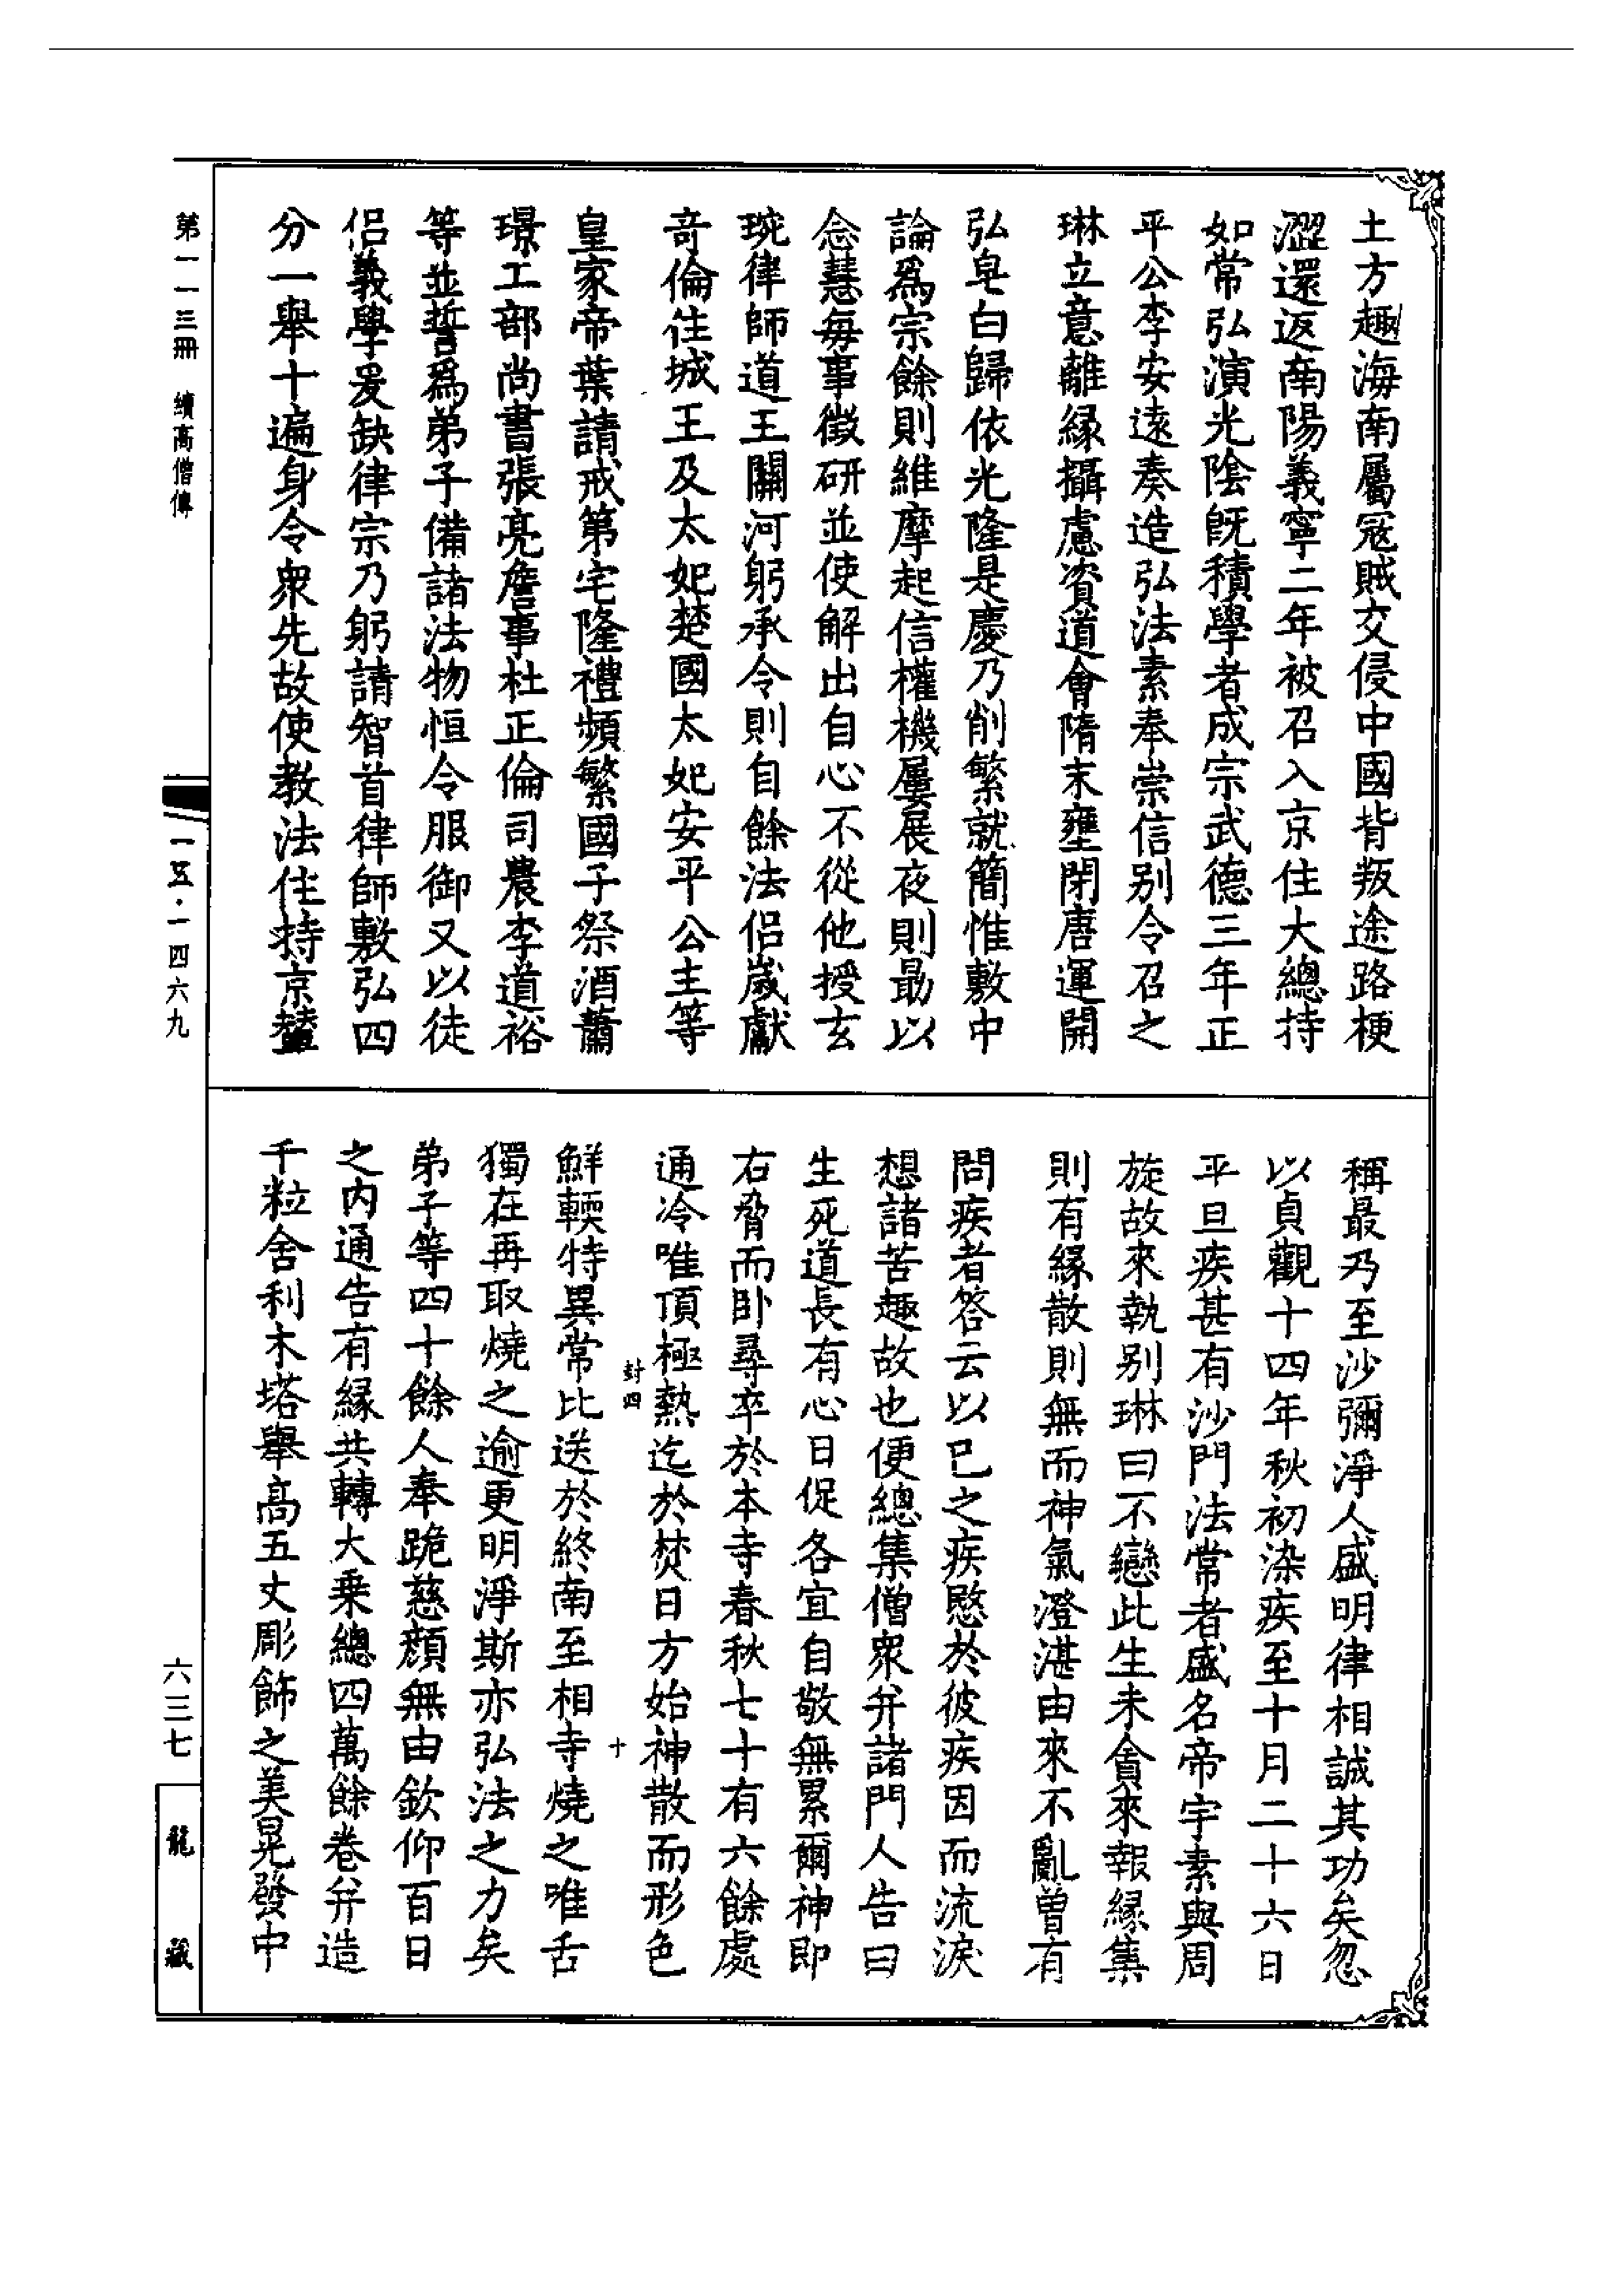 土方趣海南屬寇賊交侵中國背叛途路梗
澀還返南陽義寧二年被召入京住大總持
如常弘演光陰既積學者成宗武德三年正
平公李安遠奏造弘法素奉崇信别令召之
琳立意離緣攝慮資道會隋末壅閉唐運開
弘皁白歸依光隆是慶乃削繁就簡惟敷中
論爲宗餘則維摩起信權機屢展夜則最以
念慧每事徵研並使解出自心不從他授玄
琬律師道王關河躬承令則自餘法侶歲獻
竒倫住城王及太妃楚國太妃安平公主等
皇家帝葉請戒第宅隆禮頻繁國子祭酒蕭
璟工部尚書張亮詹事杜正倫司農李道裕
等並誓爲弟子備諸法物恒令服御又以徒
侶義學爰缺律宗乃躬請智首律師敷弘四
分一舉十遍身令衆先故使教法住持京輦
稱最乃至沙彌淨人盛明律相誠其功矣忽
以貞觀十四年秋初染疾至十月二十六日
平旦疾甚有沙門法常者盛名帝宇素與周
旋故來執别琳曰不戀此生未貪來報緣集
則有緣散則無而神氣澄湛由來不亂曾有
問疾者答云以已之疾愍於彼疾因而流淚
想諸苦趣故也便總集僧衆并諸門人告曰
生死道長有心日促各宜自敬無累爾神即
右脅而卧尋卒於本寺春秋七十有六餘處
通冷唯頂極熱迄於焚日方始神散而形色
封四 十
鮮輭特異常比送於終南至相寺燒之唯舌
獨在再取燒之逾更明淨斯亦弘法之力矣
弟子等四十餘人奉跪慈顏無由欽仰百日
之内通告有緣共轉大乗總四萬餘卷并造
千粒舍利木塔舉高五丈彫飾之美晃發中
第一一三冊 續高僧傳
一五·一四六九
六三七
龍藏